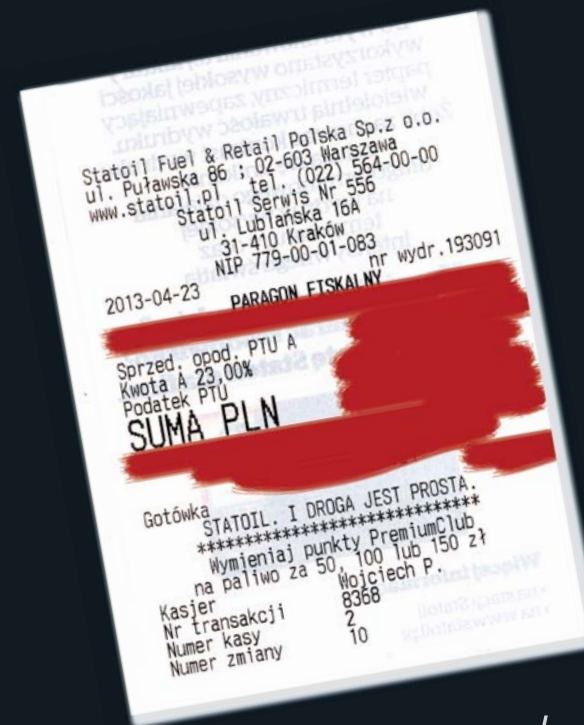 Statoil Fuel & Retail Polska Sp.z o.o.
ul. Puławska 86 , 02-603 Warszawa
www.statoil.pl , tel. (022) 564-00-00
Statoil Serwis Nr 556
ul. Lublańska 16A
31-410 Kraków
NIP 779-00-01-083
nr wydr.193091
2013-04-23 PARAGON FISKALNY
Sprzed. opod. PTU A
Kwota A 23,00%
Podatek PTU
SUMA PLN
Gotówka
STATOIL. I DROGA JEST PROSTA.
******************************
Wymieniaj punkty PremiumClub
na paliwo za 50, 100 lub 150 zł
Kasjer Wojciech P.
Nr transakcji 8368
Numer kasy 2
Numer zmiany 10